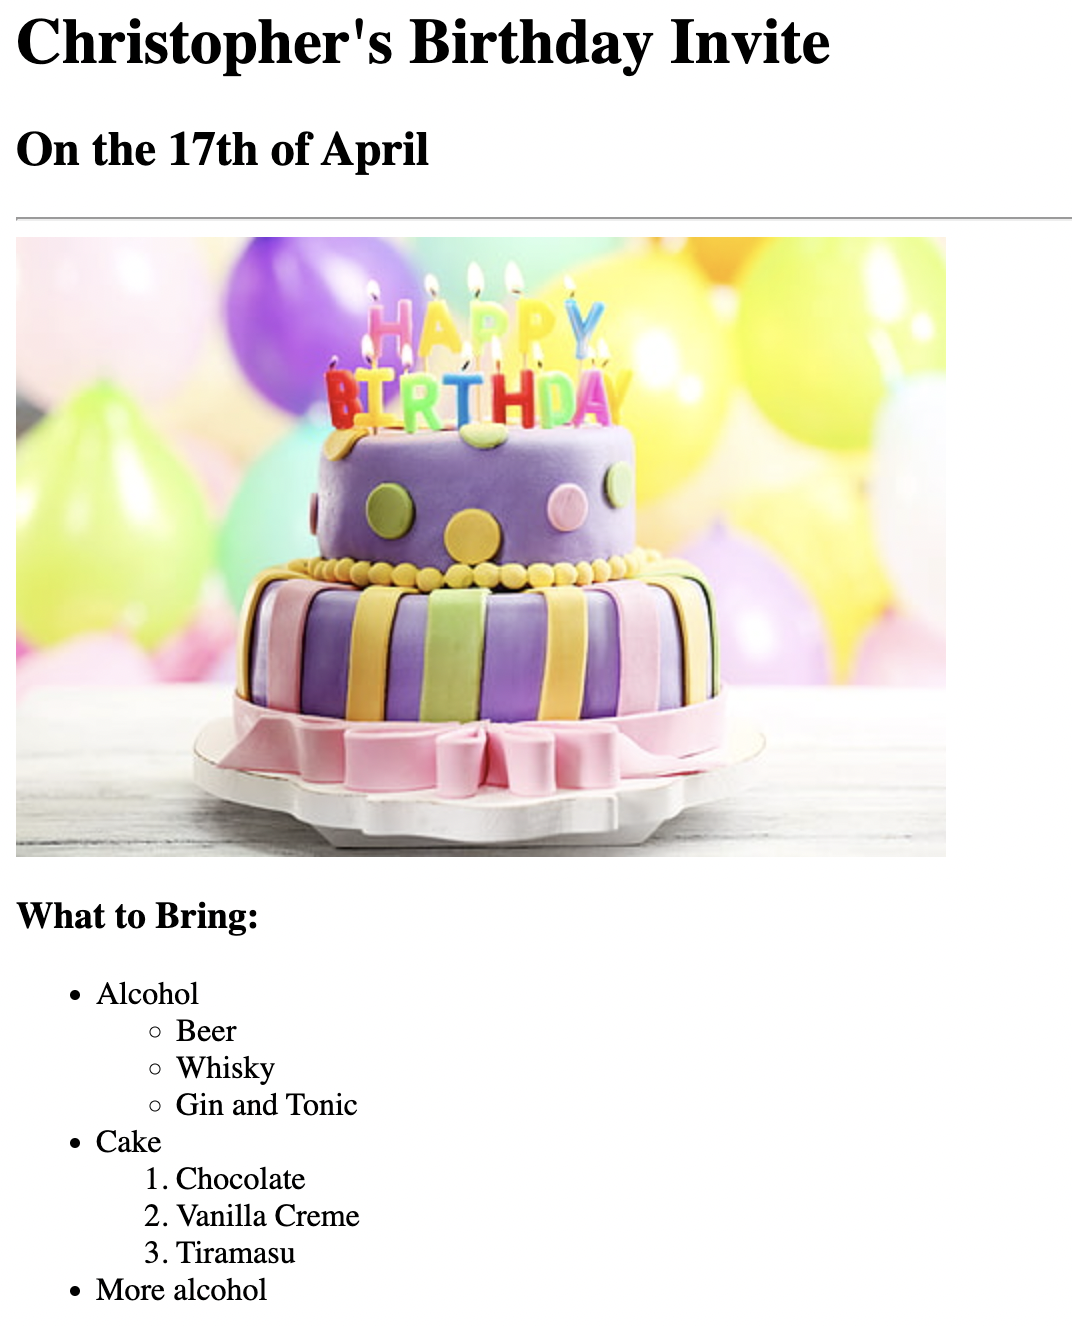 Christopher's Birthday Invite
On the 17th of April
HAPPY
BIRTHDAY
What to Bring:
Alcohol
Beer
Whisky
Gin and Tonic
Cake
1. Chocolate
2. Vanilla Creme
3. Tiramasu
More alcohol